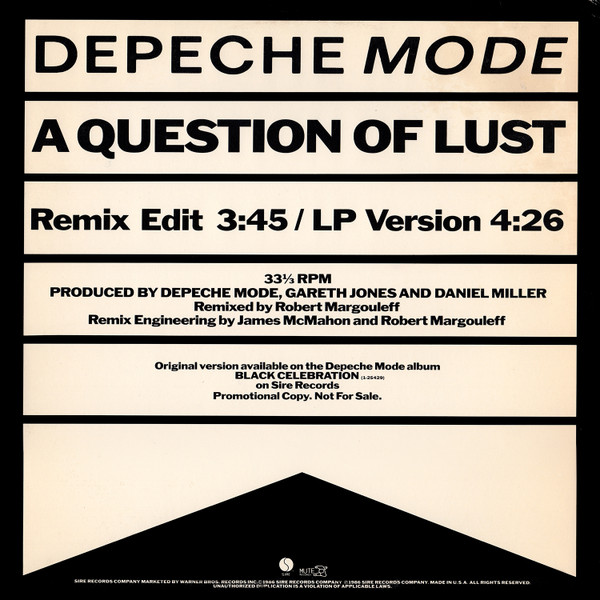 DEPECHE MODE
A QUESTION OF LUST
Remix Edit 3:45 / LP Version 4:26
33⅓ RPM
PRODUCED BY DEPECHE MODE, GARETH JONES AND DANIEL MILLER
Remixed by Robert Margouleff
Remix Engineering by James McMahon and Robert Margouleff
Original version available on the Depeche Mode album
BLACK CELEBRATION (1-25429)
on Sire Records
Promotional Copy. Not For Sale.
SIRE MUTE
SIRE RECORDS COMPANY MARKETED BY WARNER BROS. RECORDS INC. ©1986 SIRE RECORDS COMPANY ℗1986 SIRE RECORDS COMPANY. MADE IN U.S.A. ALL RIGHTS RESERVED.
UNAUTHORIZED DUPLICATION IS A VIOLATION OF APPLICABLE LAWS.